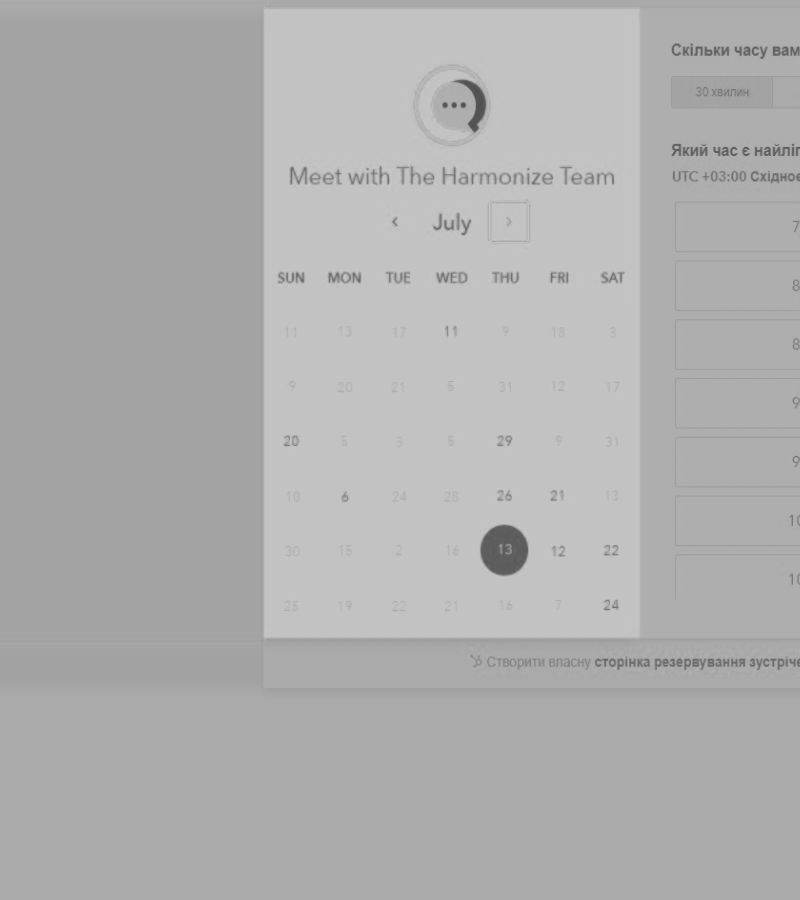 Meet with The Harmonize Team
‹ July ›
SUN MON TUE WED THU FRI SAT
11 13 17 11 9 18 3
9 20 21 5 31 12 17
20 5 3 5 29 9 31
10 6 24 28 26 21 13
30 15 2 16 13 12 22
25 19 22 21 16 7 24
Скільки часу вам
30 хвилин
Який час є
UTC +03:00
7
8
8
9
9
10
10
Створити власну сторінка резервування